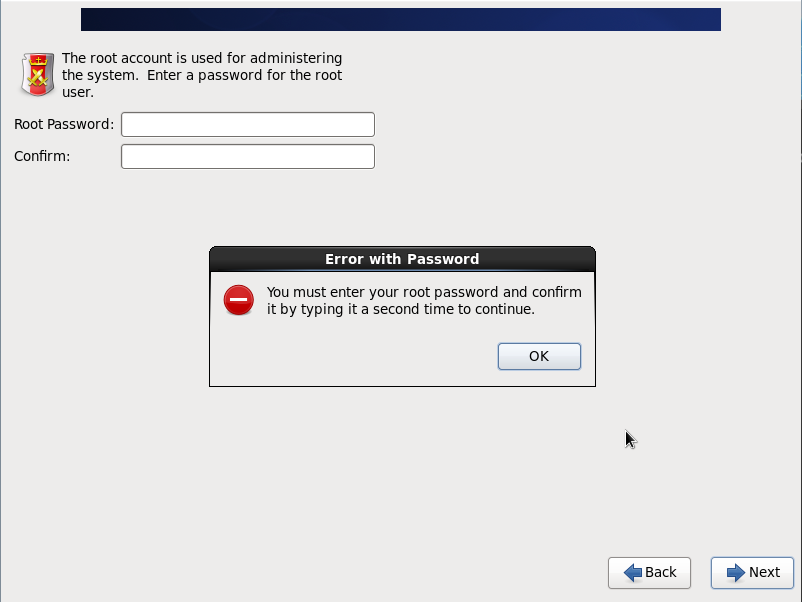 The root account is used for administering
the system.  Enter a password for the root
user.
Root Password:
Confirm:
Error with Password
You must enter your root password and confirm
it by typing it a second time to continue.
OK
Back
Next